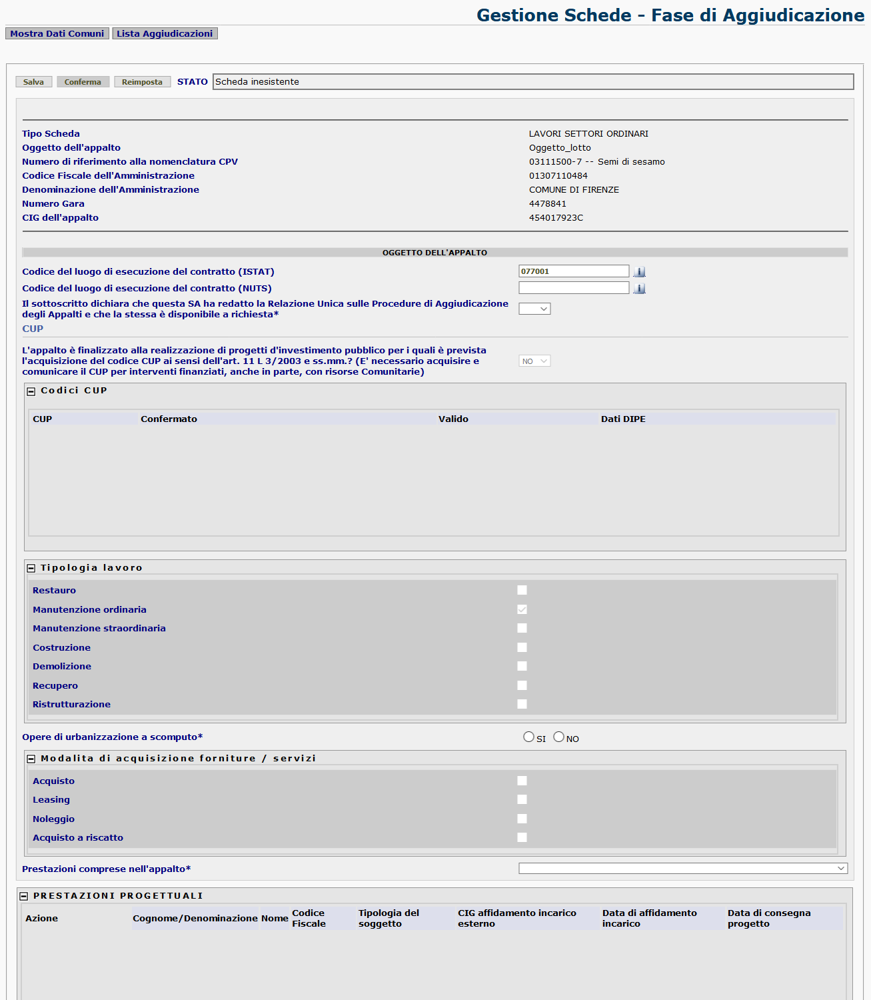 Gestione Schede - Fase di Aggiudicazione
Mostra Dati Comuni Lista Aggiudicazioni
Salva Conferma Reimposta STATO Scheda inesistente
Tipo Scheda LAVORI SETTORI ORDINARI
Oggetto dell'appalto Oggetto_lotto
Numero di riferimento alla nomenclatura CPV 03111500-7 -- Semi di sesamo
Codice Fiscale dell'Amministrazione 01307110484
Denominazione dell'Amministrazione COMUNE DI FIRENZE
Numero Gara 4478841
CIG dell'appalto 454017923C
OGGETTO DELL'APPALTO
Codice del luogo di esecuzione del contratto (ISTAT) 077001
Codice del luogo di esecuzione del contratto (NUTS)
Il sottoscritto dichiara che questa SA ha redatto la Relazione Unica sulle Procedure di Aggiudicazione
degli Appalti e che la stessa è disponibile a richiesta*
CUP
L'appalto è finalizzato alla realizzazione di progetti d'investimento pubblico per i quali è prevista
l'acquisizione del codice CUP ai sensi dell'art. 11 L 3/2003 e ss.mm.? (E' necessario acquisire e NO
comunicare il CUP per interventi finanziati, anche in parte, con risorse Comunitarie)
Codici CUP
CUP Confermato Valido Dati DIPE
Tipologia lavoro
Restauro
Manutenzione ordinaria
Manutenzione straordinaria
Costruzione
Demolizione
Recupero
Ristrutturazione
Opere di urbanizzazione a scomputo* SI NO
Modalita di acquisizione forniture / servizi
Acquisto
Leasing
Noleggio
Acquisto a riscatto
Prestazioni comprese nell'appalto*
PRESTAZIONI PROGETTUALI
Azione Cognome/Denominazione Nome Codice Fiscale Tipologia del soggetto CIG affidamento incarico esterno Data di affidamento incarico Data di consegna progetto